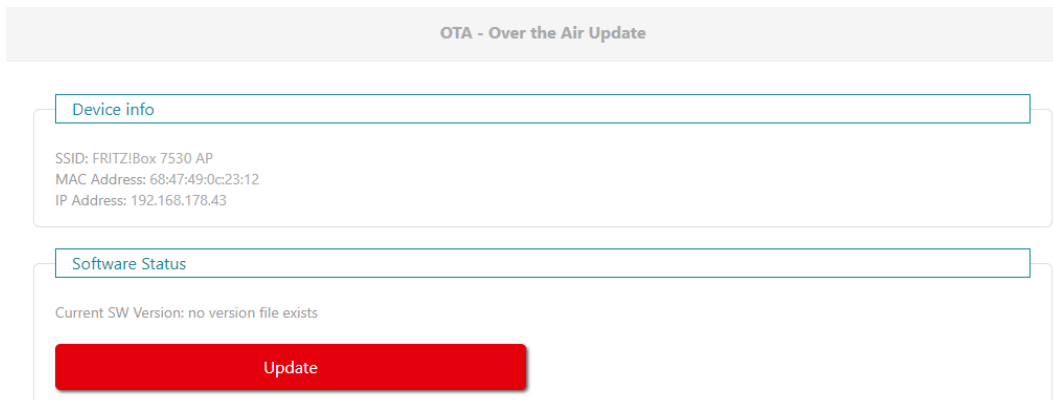 OTA - Over the Air Update
Device info
SSID: FRITZ!Box 7530 AP
MAC Address: 68:47:49:0c:23:12
IP Address: 192.168.178.43
Software Status
Current SW Version: no version file exists
Update